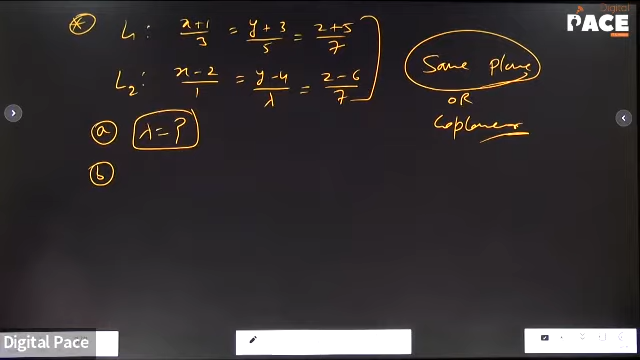 Digital
PACE
L₁: x+1/3 = y+3/5 = z+5/7
L₂: x-2/1 = y-4/λ = z-6/7
Same plane
OR
Coplanar
a λ = ?
b
Digital Pace